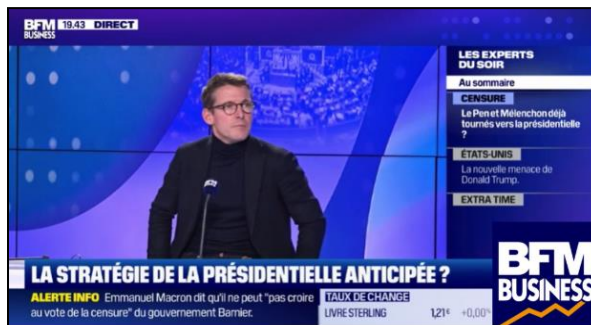 BFM 19.43 DIRECT
BUSINESS
LES EXPERTS
DU SOIR
Au sommaire
CENSURE
Le Pen et Mélenchon déjà
tournés vers la présidentielle
?
ÉTATS-UNIS
La nouvelle menace de
Donald Trump.
EXTRA TIME
LA STRATÉGIE DE LA PRÉSIDENTIELLE ANTICIPÉE ?
ALERTE INFO Emmanuel Macron dit qu'il ne peut "pas croire
au vote de la censure" du gouvernement Barnier.
TAUX DE CHANGE
LIVRE STERLING 1,21€ +0,00%
BFM
BUSINESS